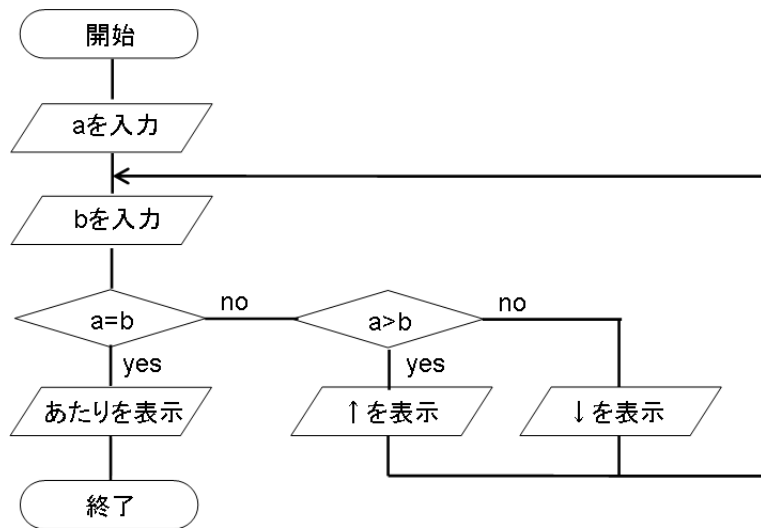 開始
aを入力
bを入力
a=b
no
a>b
no
yes
yes
あたりを表示
↑を表示
↓を表示
終了